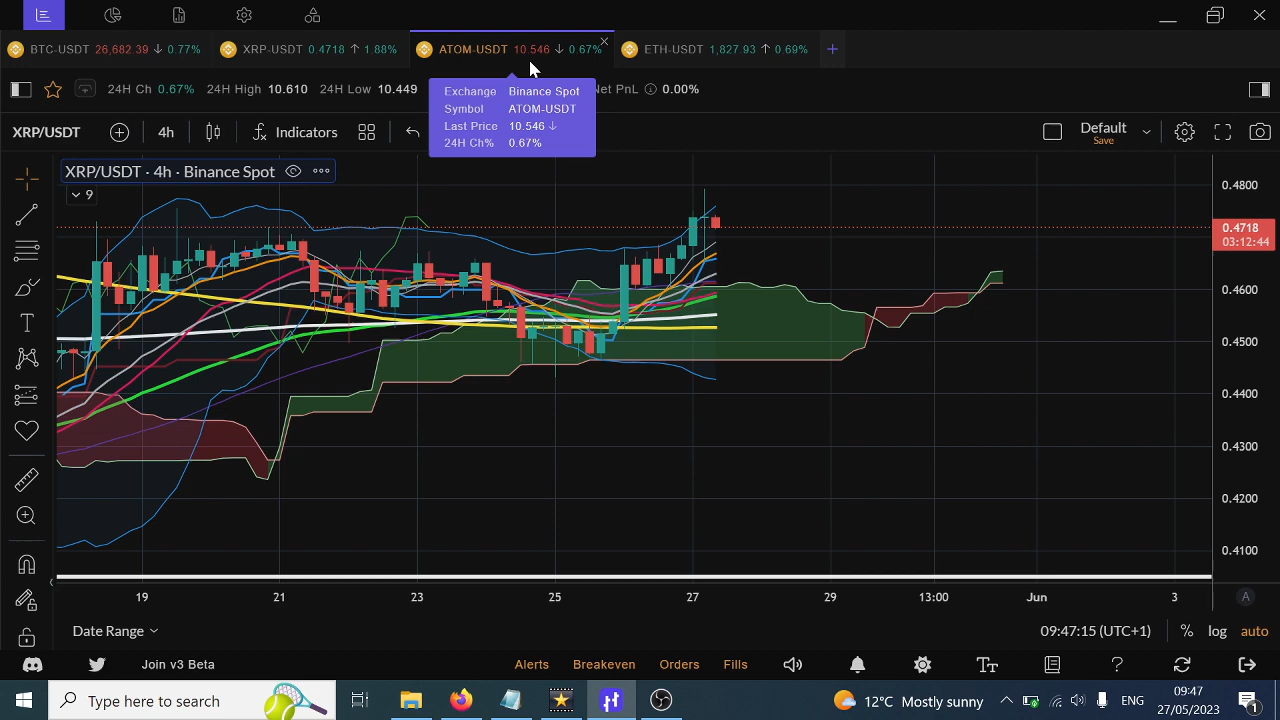 BTC-USDT 26,682.39 ↓ 0.77% XRP-USDT 0.4718 ↑ 1.88% ATOM-USDT 10.546 ↓ 0.67% ETH-USDT 1,827.93 ↑ 0.69% +
24H Ch 0.67% 24H High 10.610 24H Low 10.449 Net PnL 0.00%
Exchange Binance Spot
Symbol ATOM-USDT
Last Price 10.546 ↓
24H Ch% 0.67%
XRP/USDT 4h Indicators Default
Save
XRP/USDT · 4h · Binance Spot
9
0.4800
0.4718
03:12:44
0.4600
0.4500
0.4400
0.4300
0.4200
0.4100
19 21 23 25 27 29 13:00 Jun 3 A
Date Range 09:47:15 (UTC+1) % log auto
Join v3 Beta Alerts Breakeven Orders Fills
Type here to search 12°C Mostly sunny ENG 09:47
27/05/2023 1